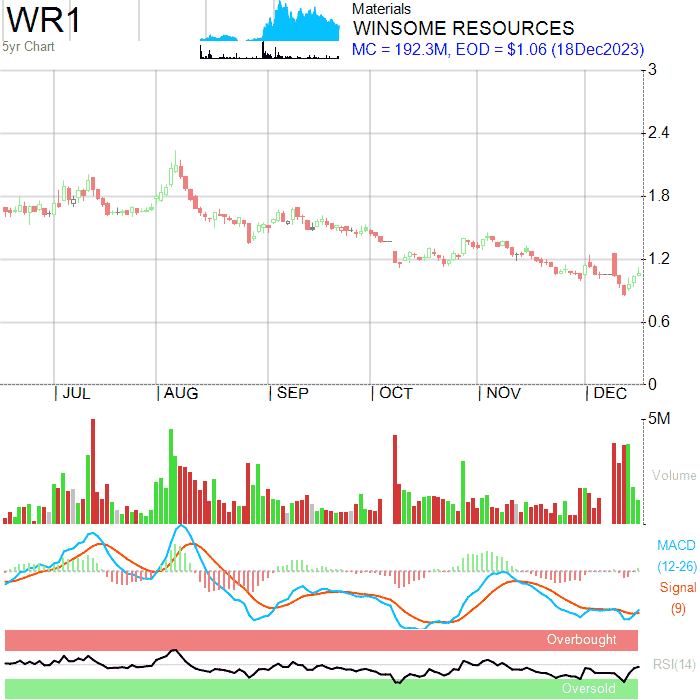 WR1
5yr Chart
Materials
WINSOME RESOURCES
MC = 192.3M, EOD = $1.06 (18Dec2023)
3
2.4
1.8
1.2
0.6
0
JUL AUG SEP OCT NOV DEC
5M
Volume
MACD
(12-26)
Signal
(9)
Overbought
RSI(14)
Oversold